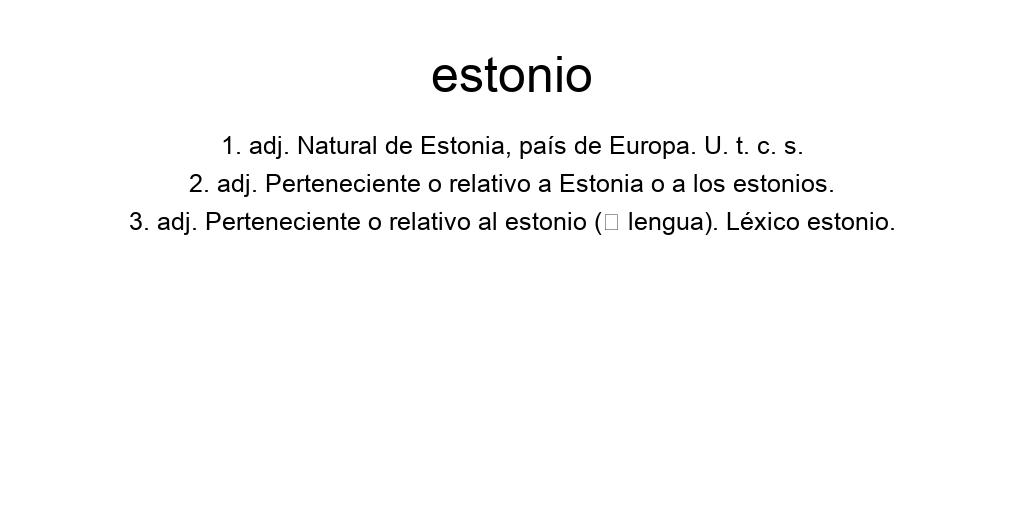 estonio
1. adj. Natural de Estonia, país de Europa. U. t. c. s.
2. adj. Perteneciente o relativo a Estonia o a los estonios.
3. adj. Perteneciente o relativo al estonio (□ lengua). Léxico estonio.